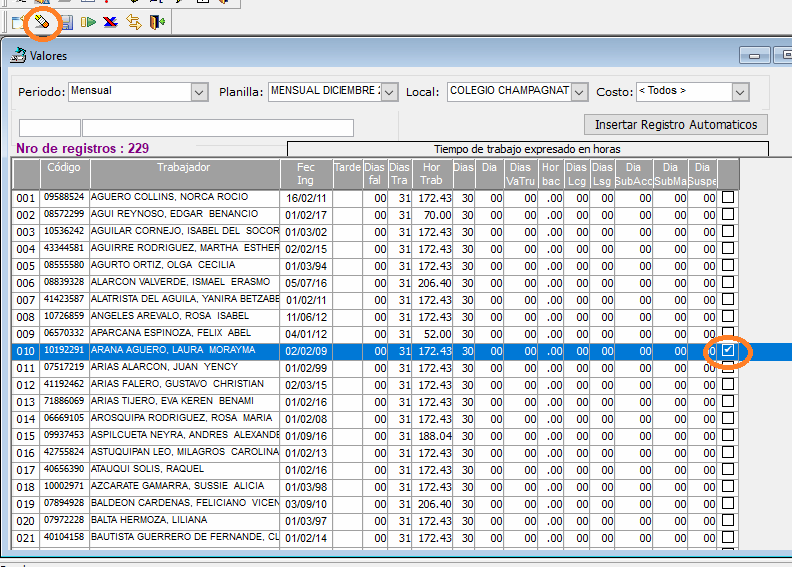 Valores
Periodo: Mensual Planilla: MENSUAL DICIEMBRE 2 Local: COLEGIO CHAMPAGNAT Costo: < Todos >
Insertar Registro Automaticos
Nro de registros : 229 Tiempo de trabajo expresado en horas
Código Trabajador Fec Ing Tarde Dias fal Dias Tra Hor Trab Dias Dia Dias VaTru Hor bac Dias Lcg Dias Lsg Dia SubAcc Dia SubMa Dia Suspe
001 09588524 AGUERO COLLINS, NORCA ROCIO 16/02/11 00 31 172.43 30 00 00 .00 00 00 00 00 00
002 08572299 AGUI REYNOSO, EDGAR BENANCIO 01/02/17 00 31 70.00 30 00 00 .00 00 00 00 00 00
003 10536242 AGUILAR CORNEJO, ISABEL DEL SOCOR 01/03/02 00 31 172.43 30 00 00 .00 00 00 00 00 00
004 43344581 AGUIRRE RODRIGUEZ, MARTHA ESTHER 02/02/15 00 31 172.43 30 00 00 .00 00 00 00 00 00
005 08555580 AGURTO ORTIZ, OLGA CECILIA 01/03/94 00 31 172.43 30 00 00 .00 00 00 00 00 00
006 08839328 ALARCON VALVERDE, ISMAEL ERASMO 05/07/16 00 31 206.40 30 00 00 .00 00 00 00 00 00
007 41423587 ALATRISTA DEL AGUILA, YANIRA BETZABE 01/02/11 00 31 172.43 30 00 00 .00 00 00 00 00 00
008 10726859 ANGELES AREVALO, ROSA ISABEL 11/06/12 00 31 172.43 30 00 00 .00 00 00 00 00 00
009 06570332 APARCANA ESPINOZA, FELIX ABEL 04/01/12 00 31 52.00 30 00 00 .00 00 00 00 00 00
010 10192291 ARANA AGUERO, LAURA MORAYMA 02/02/09 00 31 172.43 30 00 00 .00 00 00 00 00 00
011 07517219 ARIAS ALARCON, JUAN YENCY 01/02/99 00 31 172.43 30 00 00 .00 00 00 00 00 00
012 41192462 ARIAS FALERO, GUSTAVO CHRISTIAN 02/03/15 00 31 172.43 30 00 00 .00 00 00 00 00 00
013 71886069 ARIAS TIJERO, EVA KEREN BENAMI 01/02/16 00 31 172.43 30 00 00 .00 00 00 00 00 00
014 06669105 AROSQUIPA RODRIGUEZ, ROSA MARIA 01/02/08 00 31 172.43 30 00 00 .00 00 00 00 00 00
015 09937453 ASPILCUETA NEYRA, ANDRES ALEXANDE 01/09/16 00 31 188.04 30 00 00 .00 00 00 00 00 00
016 42755824 ASTUQUIPAN LEO, MILAGROS CAROLINA 01/02/13 00 31 172.43 30 00 00 .00 00 00 00 00 00
017 40656390 ATAUQUI SOLIS, RAQUEL 01/02/16 00 31 172.43 30 00 00 .00 00 00 00 00 00
018 10002971 AZCARATE GAMARRA, SUSSIE ALICIA 01/03/98 00 31 172.43 30 00 00 .00 00 00 00 00 00
019 07894928 BALDEON CARDENAS, FELICIANO VICEN 03/09/10 00 31 206.40 30 00 00 .00 00 00 00 00 00
020 07972228 BALTA HERMOZA, LILIANA 01/03/97 00 31 172.43 30 00 00 .00 00 00 00 00 00
021 40104158 BAUTISTA GUERRERO DE FERNANDE, CL 01/02/14 00 31 172.43 30 00 00 .00 00 00 00 00 00